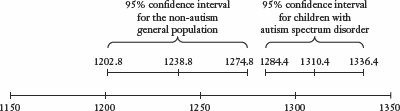 95% confidence interval
for the non-autism
general population
95% confidence interval
for children with
autism spectrum disorder
1202.8 1238.8 1274.8 1284.4 1310.4 1336.4
1150 1200 1250 1300 1350